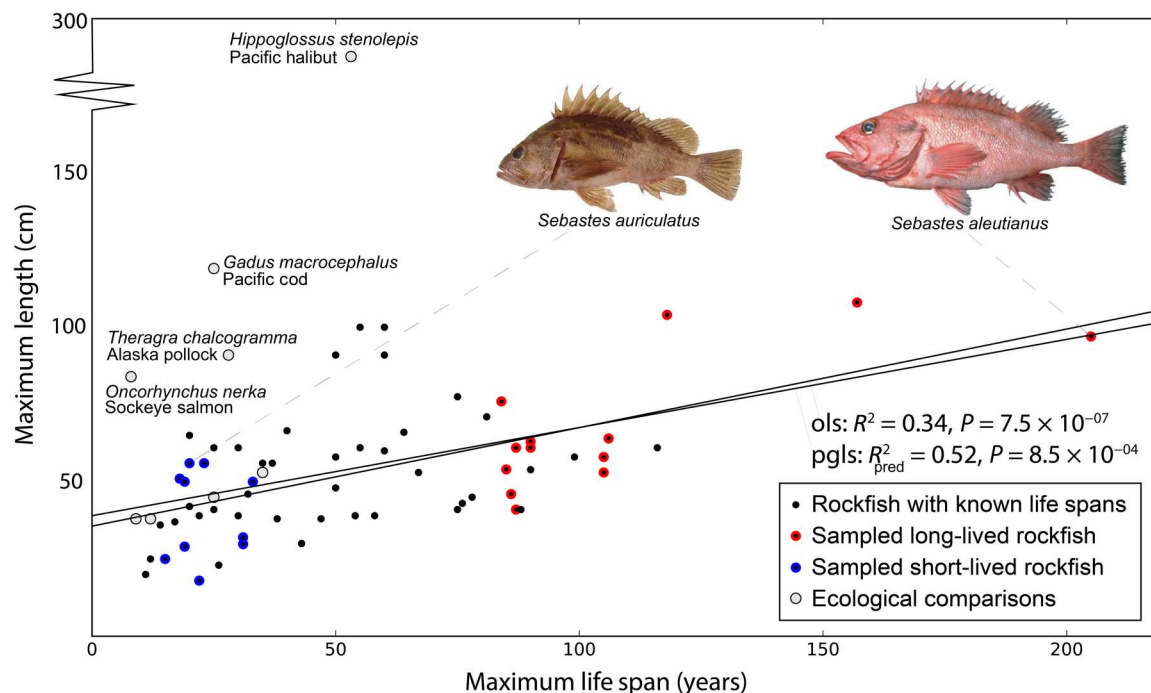 300
Hippoglossus stenolepis
Pacific halibut
150
Sebastes auriculatus
Sebastes aleutianus
Gadus macrocephalus
Pacific cod
100
Theragra chalcogramma
Alaska pollock
Oncorhynchus nerka
Sockeye salmon
ols: R² = 0.34, P = 7.5 × 10⁻⁰⁷
pgls: R²pred = 0.52, P = 8.5 × 10⁻⁰⁴
50
Rockfish with known life spans
Sampled long-lived rockfish
Sampled short-lived rockfish
Ecological comparisons
0 50 100 150 200
Maximum life span (years)
Maximum length (cm)